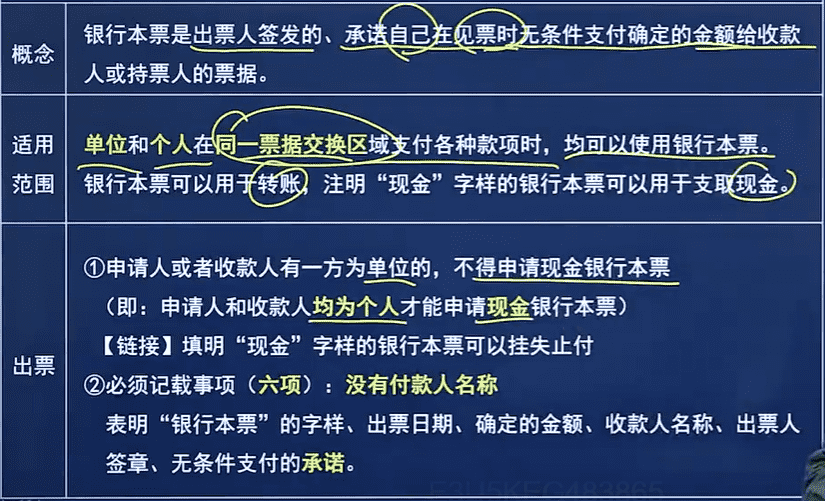 概念
银行本票是出票人签发的、承诺自己在见票时无条件支付确定的金额给收款
人或持票人的票据。
适用
范围
单位和个人在同一票据交换区域支付各种款项时，均可以使用银行本票。
银行本票可以用于转账，注明“现金”字样的银行本票可以用于支取现金。
出票
①申请人或者收款人有一方为单位的，不得申请现金银行本票
（即：申请人和收款人均为个人才能申请现金银行本票）
【链接】填明“现金”字样的银行本票可以挂失止付
②必须记载事项（六项）：没有付款人名称
表明“银行本票”的字样、出票日期、确定的金额、收款人名称、出票人
签章、无条件支付的承诺。